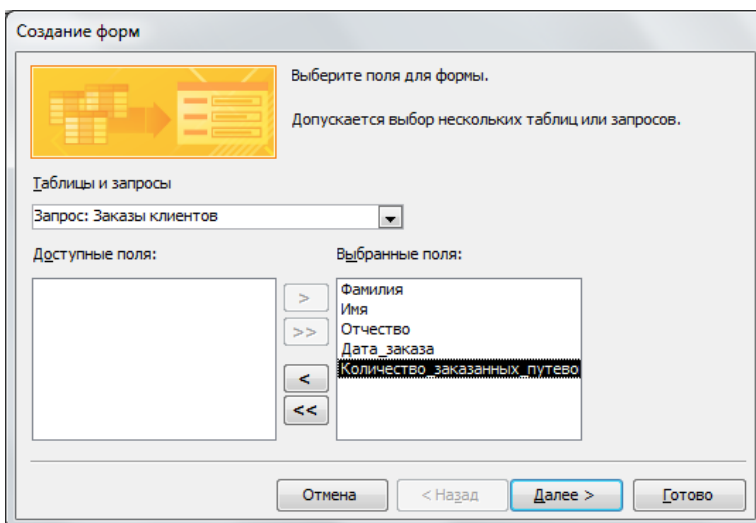 Создание форм
Выберите поля для формы.
Допускается выбор нескольких таблиц или запросов.
Таблицы и запросы
Запрос: Заказы клиентов
Доступные поля:
Выбранные поля:
>
>>
<
<<
Фамилия
Имя
Отчество
Дата_заказа
Количество_заказанных_путево
Отмена
< Назад
Далее >
Готово